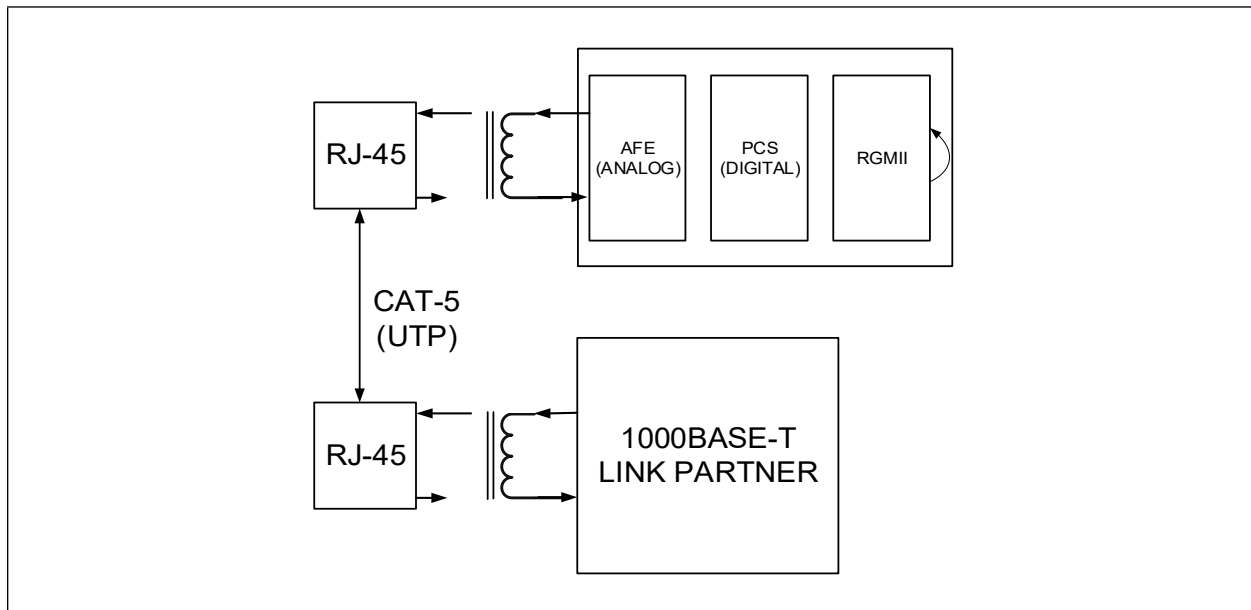 RJ-45
AFE
(ANALOG)
PCS
(DIGITAL)
RGMII
CAT-5
(UTP)
RJ-45
1000BASE-T
LINK PARTNER